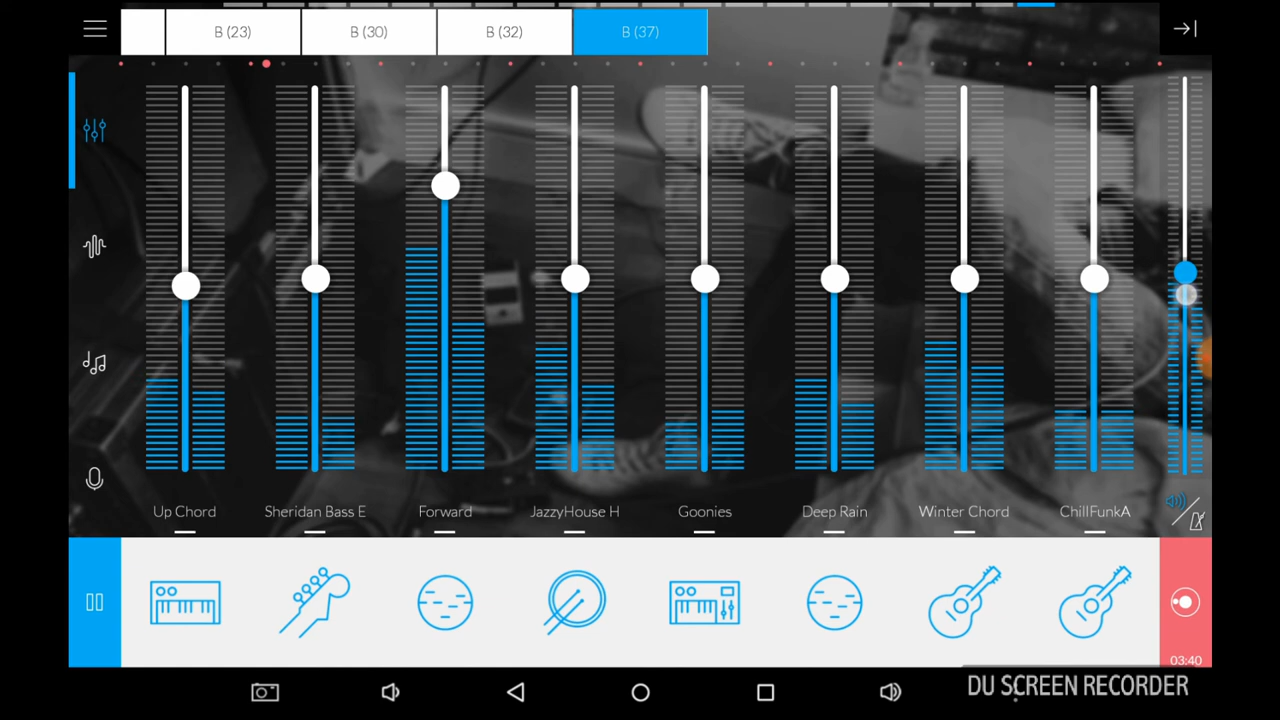 B (23) B (30) B (32) B (37)
Up Chord Sheridan Bass E Forward JazzyHouse H Goonies Deep Rain Winter Chord ChillFunkA
03:40
DU SCREEN RECORDER